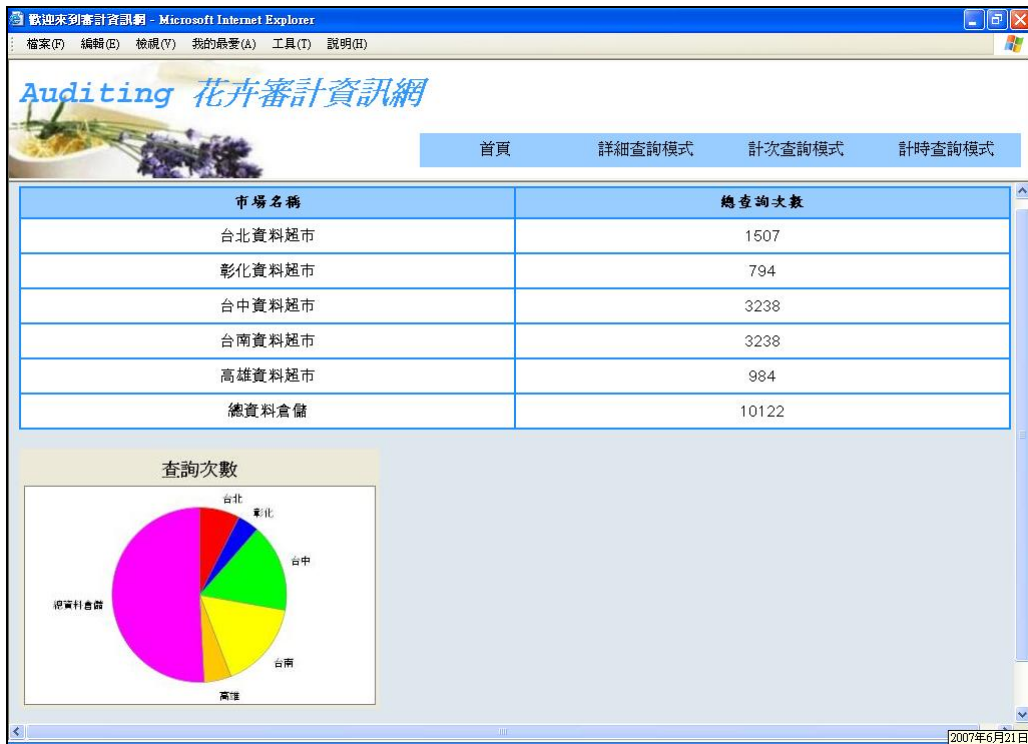 歡迎來到審計資訊網 - Microsoft Internet Explorer
檔案(F) 編輯(E) 檢視(V) 我的最愛(A) 工具(T) 說明(H)
Auditing 花卉審計資訊網
首頁 詳細查詢模式 計次查詢模式 計時查詢模式
市場名稱 總查詢次數
台北資料超市 1507
彰化資料超市 794
台中資料超市 3238
台南資料超市 3238
高雄資料超市 984
總資料倉儲 10122
查詢次數
台北
彰化
台中
總資料倉儲
台南
高雄
2007年6月21日